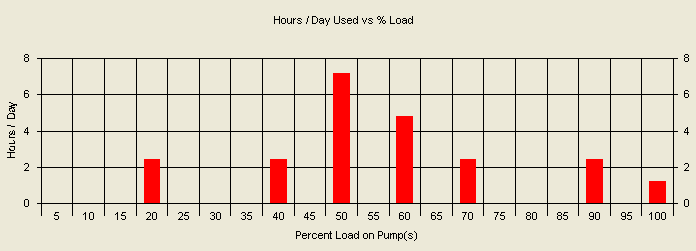 Hours / Day Used vs % Load
8 8
6 6
4 4
2 2
0 0
Hours / Day
5 10 15 20 25 30 35 40 45 50 55 60 65 70 75 80 85 90 95 100
Percent Load on Pump(s)